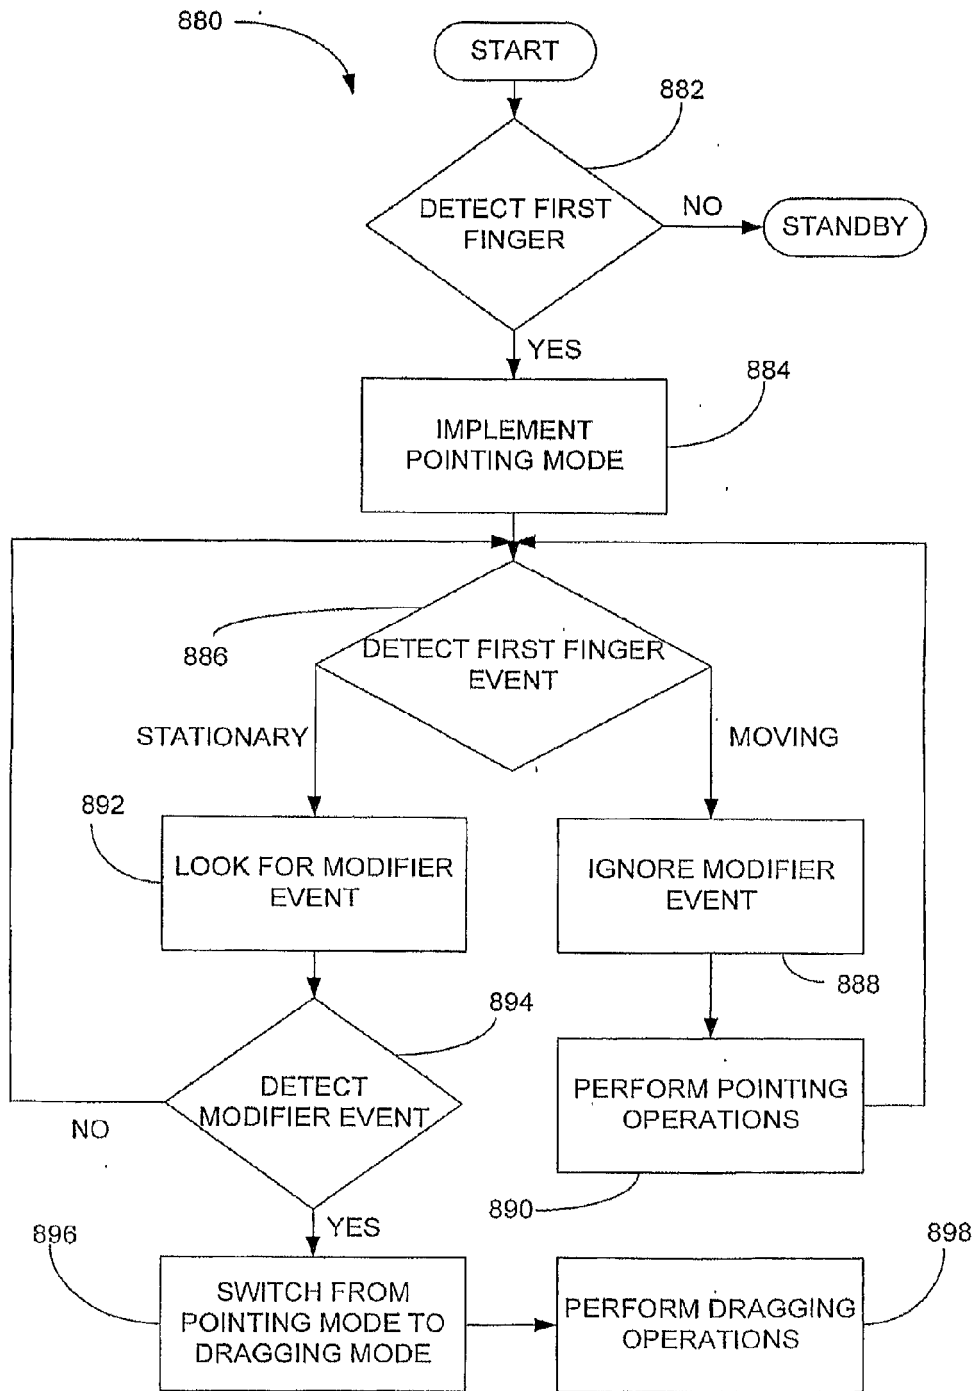 880
START
882
DETECT FIRST
FINGER
NO
STANDBY
YES
884
IMPLEMENT
POINTING MODE
886
DETECT FIRST FINGER
EVENT
STATIONARY
MOVING
892
LOOK FOR MODIFIER
EVENT
IGNORE MODIFIER
EVENT
888
894
DETECT
MODIFIER EVENT
NO
PERFORM POINTING
OPERATIONS
890
YES
896
SWITCH FROM
POINTING MODE TO
DRAGGING MODE
898
PERFORM DRAGGING
OPERATIONS